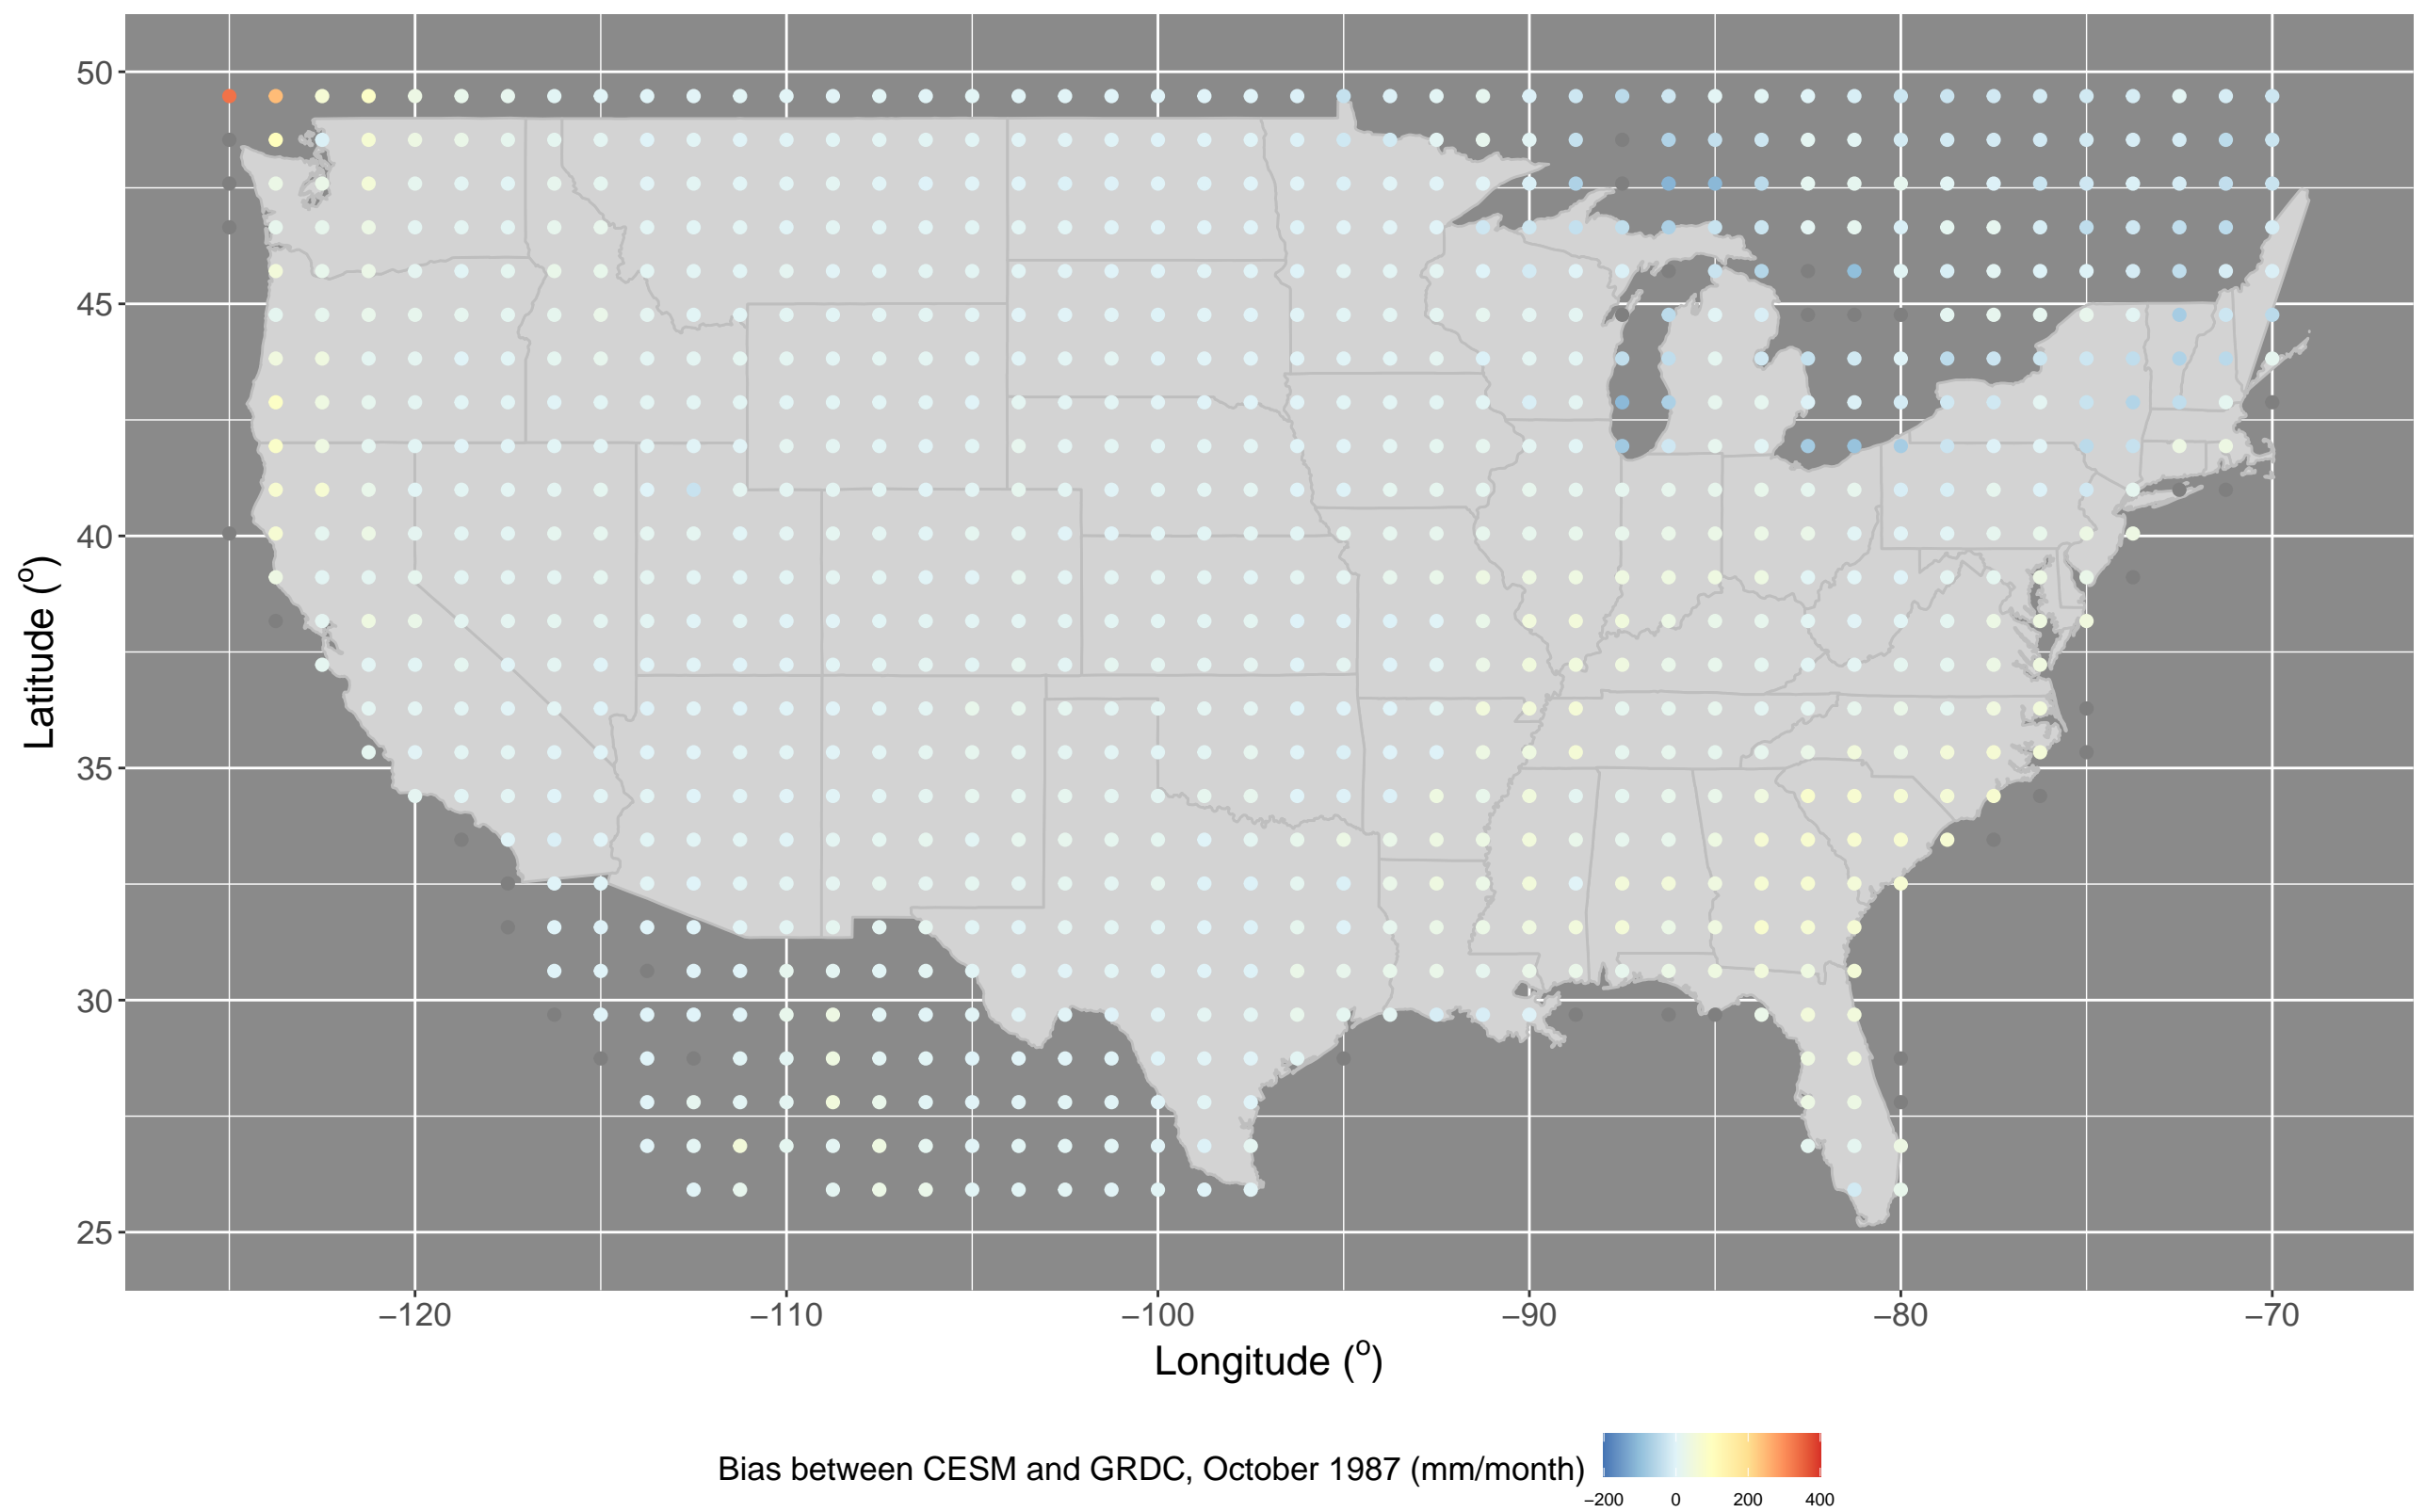 50
45
40
35
30
25
Latitude (o)
−120 −110 −100 −90 −80 −70
Longitude (o)
Bias between CESM and GRDC, October 1987 (mm/month)
−200 0 200 400